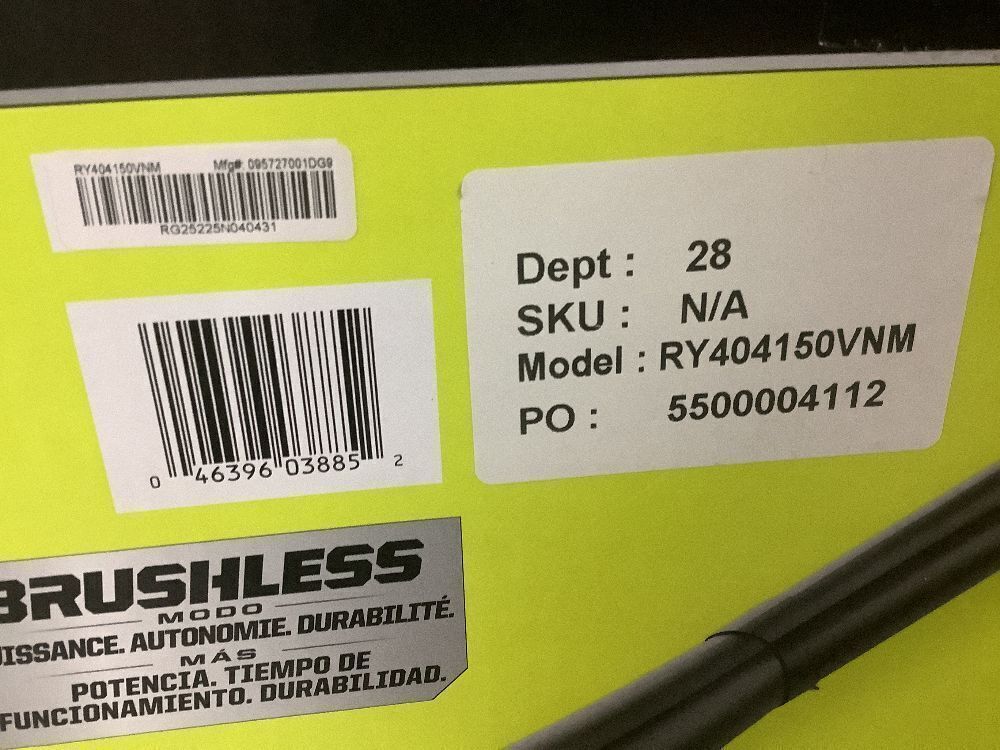 RY404150VNM Mfg#: 095727001DG9
RG25225N040431
Dept : 28
SKU : N/A
Model : RY404150VNM
PO : 5500004112
0 46396 03885 2
BRUSHLESS
MODO
UISSANCE. AUTONOMIE. DURABILITÉ.
MÁS
POTENCIA. TIEMPO DE
FUNCIONAMIENTO. DURABILIDAD.